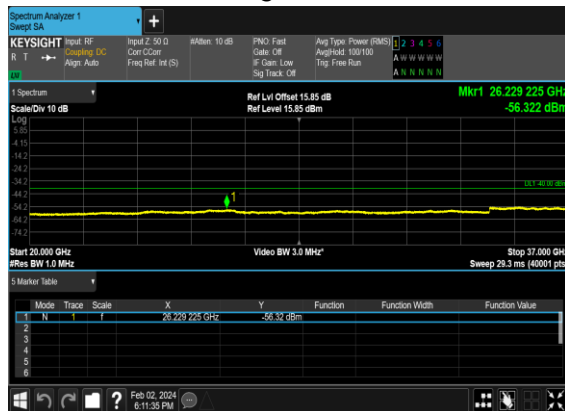 Spectrum Analyzer 1
Swept SA
KEYSIGHT Input: RF Input Z: 50 Ω #Atten: 10 dB PNO: Fast Avg Type: Power (RMS) 1 2 3 4 5 6
R T Coupling: DC Corr CCorr Gate: Off Avg|Hold: 100/100 A W W W W W
Align: Auto Freq Ref: Int (S) IF Gain: Low Trig: Free Run
LW Sig Track: Off A N N N N N
1 Spectrum Ref Lvl Offset 15.85 dB Mkr1 26.229 225 GHz
Scale/Div 10 dB Ref Level 15.85 dBm -56.322 dBm
Log
5.85
-4.15
-14.2
-24.2
-34.2
DL1 -40.00 dBm
-44.2
1
-54.2
-64.2
-74.2
Start 20.000 GHz Video BW 3.0 MHz* Stop 37.000 GHz
#Res BW 1.0 MHz Sweep 29.3 ms (40001 pts)
5 Marker Table
Mode Trace Scale X Y Function Function Width Function Value
1 N 1 f 26.229 225 GHz -56.32 dBm
2
3
4
5
6
? Feb 02, 2024
6:11:35 PM